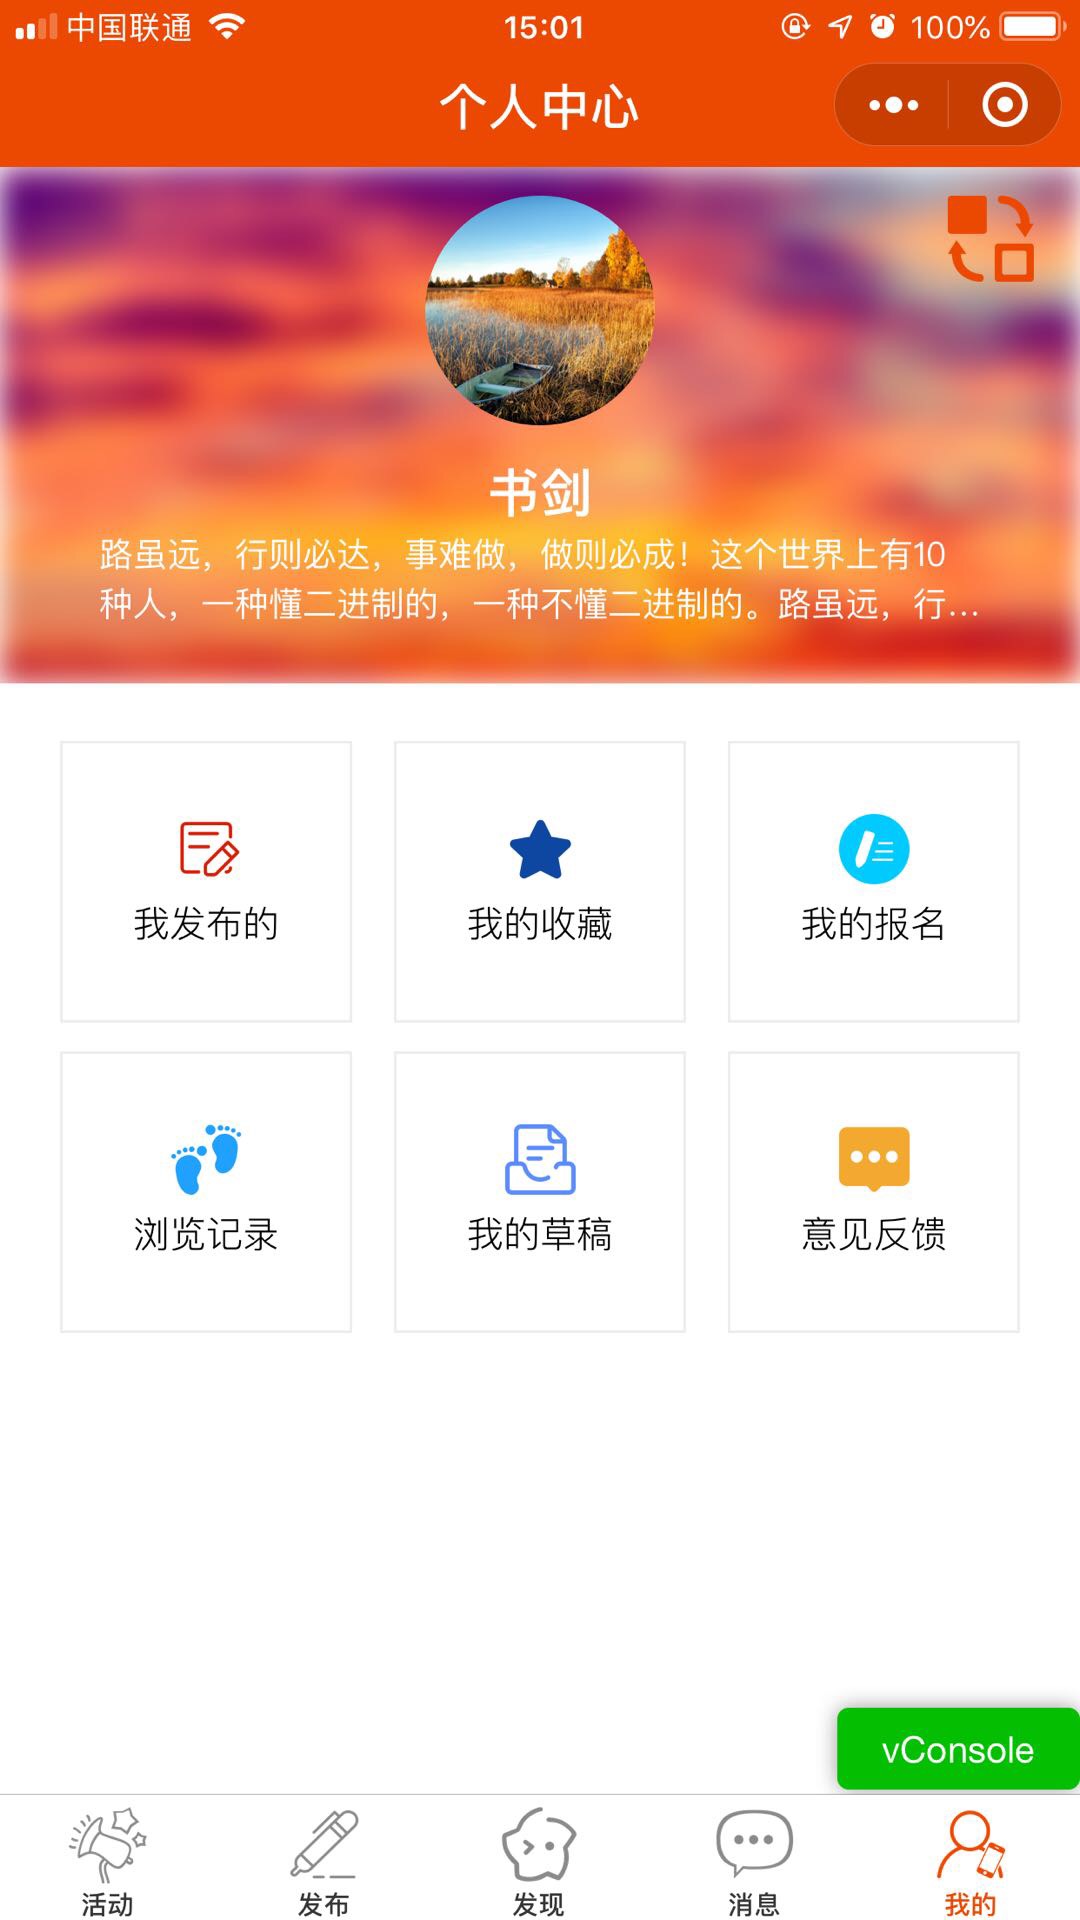 中国联通
15:01
100%
个人中心
书剑
路虽远，行则必达，事难做，做则必成！这个世界上有10
种人，一种懂二进制的，一种不懂二进制的。路虽远，行...
我发布的
我的收藏
我的报名
浏览记录
我的草稿
意见反馈
vConsole
活动
发布
发现
消息
我的